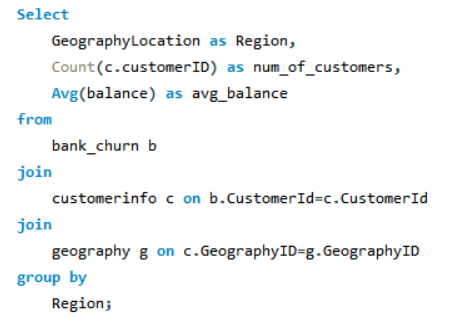 Select
GeographyLocation as Region,
Count(c.customerID) as num_of_customers,
Avg(balance) as avg_balance
from
bank_churn b
join
customerinfo c on b.CustomerId=c.CustomerId
join
geography g on c.GeographyID=g.GeographyID
group by
Region;